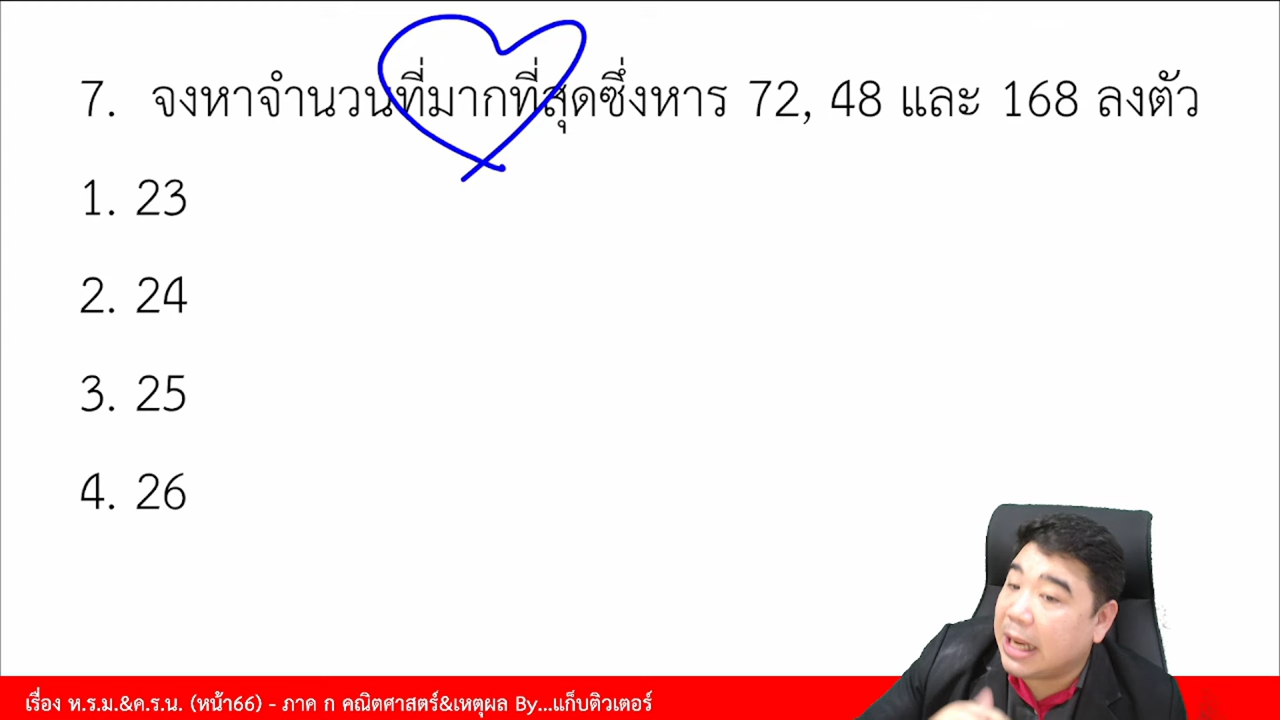 7. จงหาจำนวนที่มากที่สุดซึ่งหาร 72, 48 และ 168 ลงตัว
1. 23
2. 24
3. 25
4. 26
เรื่อง ห.ร.ม.&ค.ร.น. (หน้า66) - ภาค ก คณิตศาสตร์&เหตุผล By...แก็บติวเตอร์